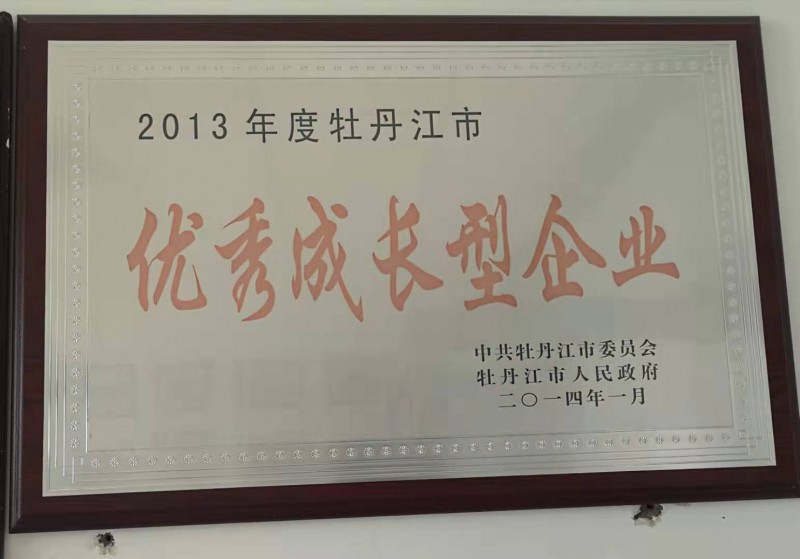 2013年度牡丹江市
优秀成长型企业
中共牡丹江市委员会
牡丹江市人民政府
二〇一四年一月